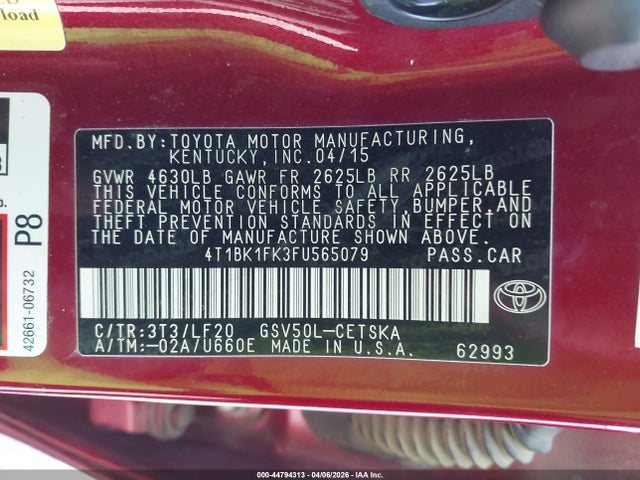 load
MFD.BY: TOYOTA MOTOR MANUFACTURING,
KENTUCKY, INC. 04/15
GVWR 4630LB GAWR FR 2625LB RR 2625LB
THIS VEHICLE CONFORMS TO ALL APPLICABLE
FEDERAL MOTOR VEHICLE SAFETY, BUMPER, AND
THEFT PREVENTION STANDARDS IN EFFECT ON
THE DATE OF MANUFACTURE SHOWN ABOVE.
4T1BK1FK3FU565079 PASS.CAR
C/TR:3T3/LF20 GSV50L-CETSKA
A/TM:-02A/U660E MADE IN U.S.A. 62993
TOYOTA
P8
42661-06732
000-44794313 - 04/06/2026 - IAA Inc.